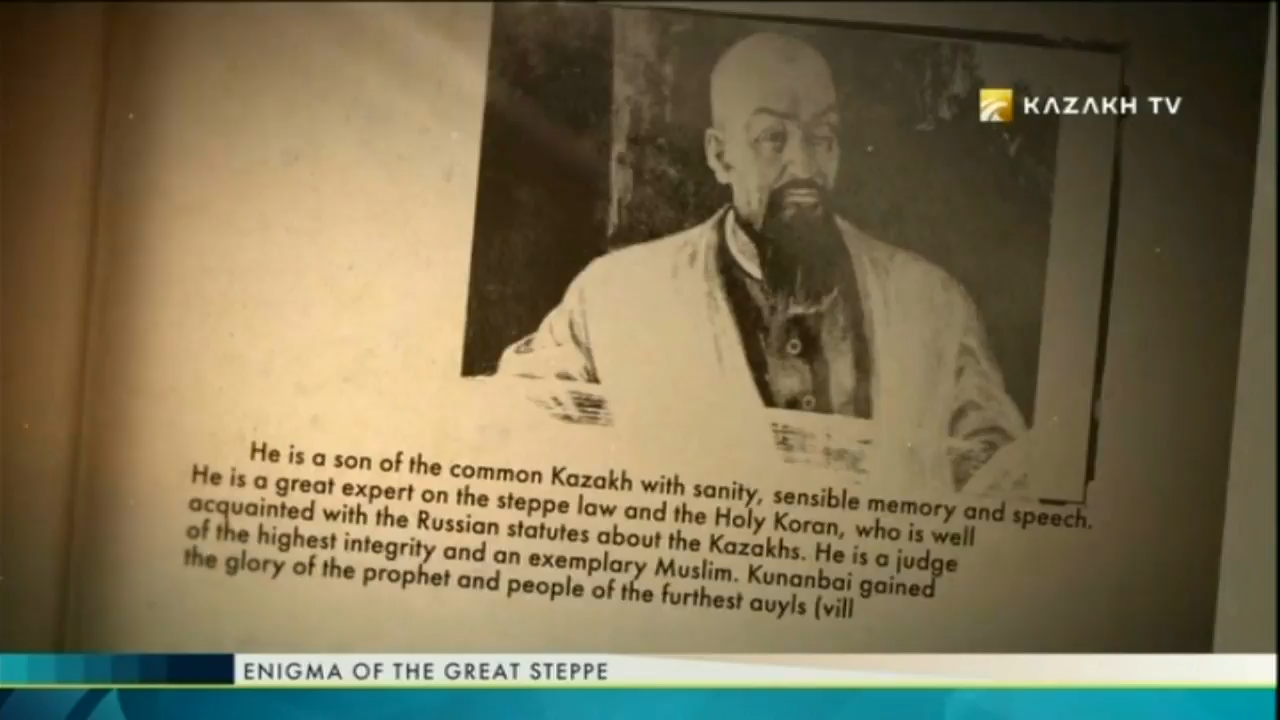 KAZAKH TV
He is a son of the common Kazakh with sanity, sensible memory and speech.
He is a great expert on the steppe law and the Holy Koran, who is well
acquainted with the Russian statutes about the Kazakhs. He is a judge
of the highest integrity and an exemplary Muslim. Kunanbai gained
the glory of the prophet and people of the furthest auyls (vill
ENIGMA OF THE GREAT STEPPE